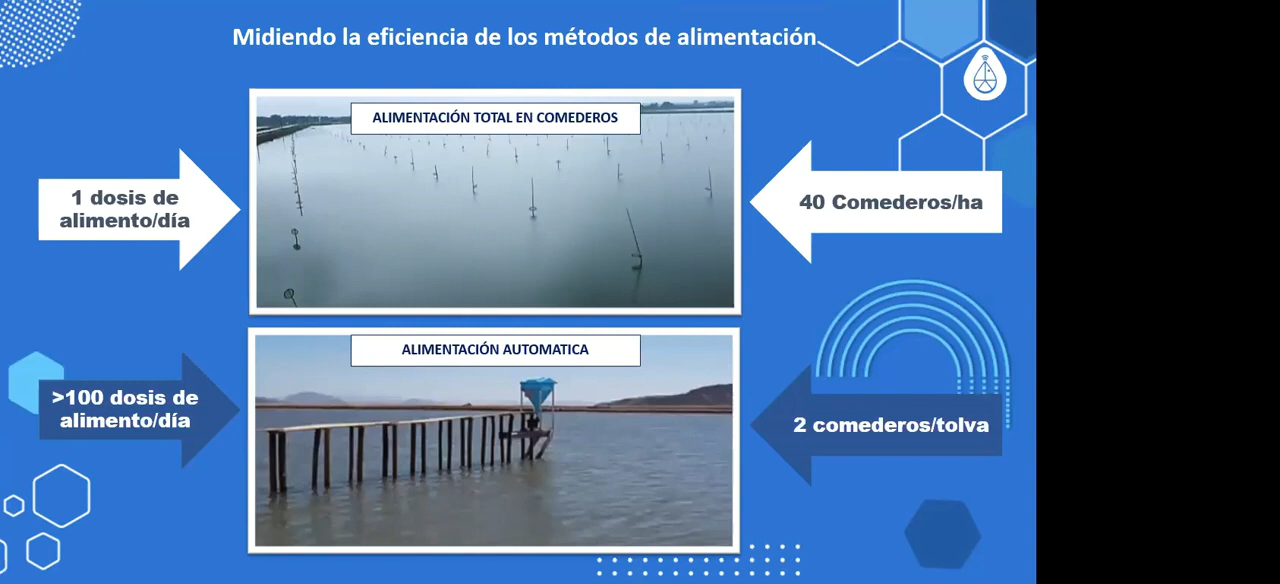 Midiendo la eficiencia de los métodos de alimentación
ALIMENTACIÓN TOTAL EN COMEDEROS
1 dosis de
alimento/día
40 Comederos/ha
ALIMENTACIÓN AUTOMATICA
>100 dosis de
alimento/día
2 comederos/tolva